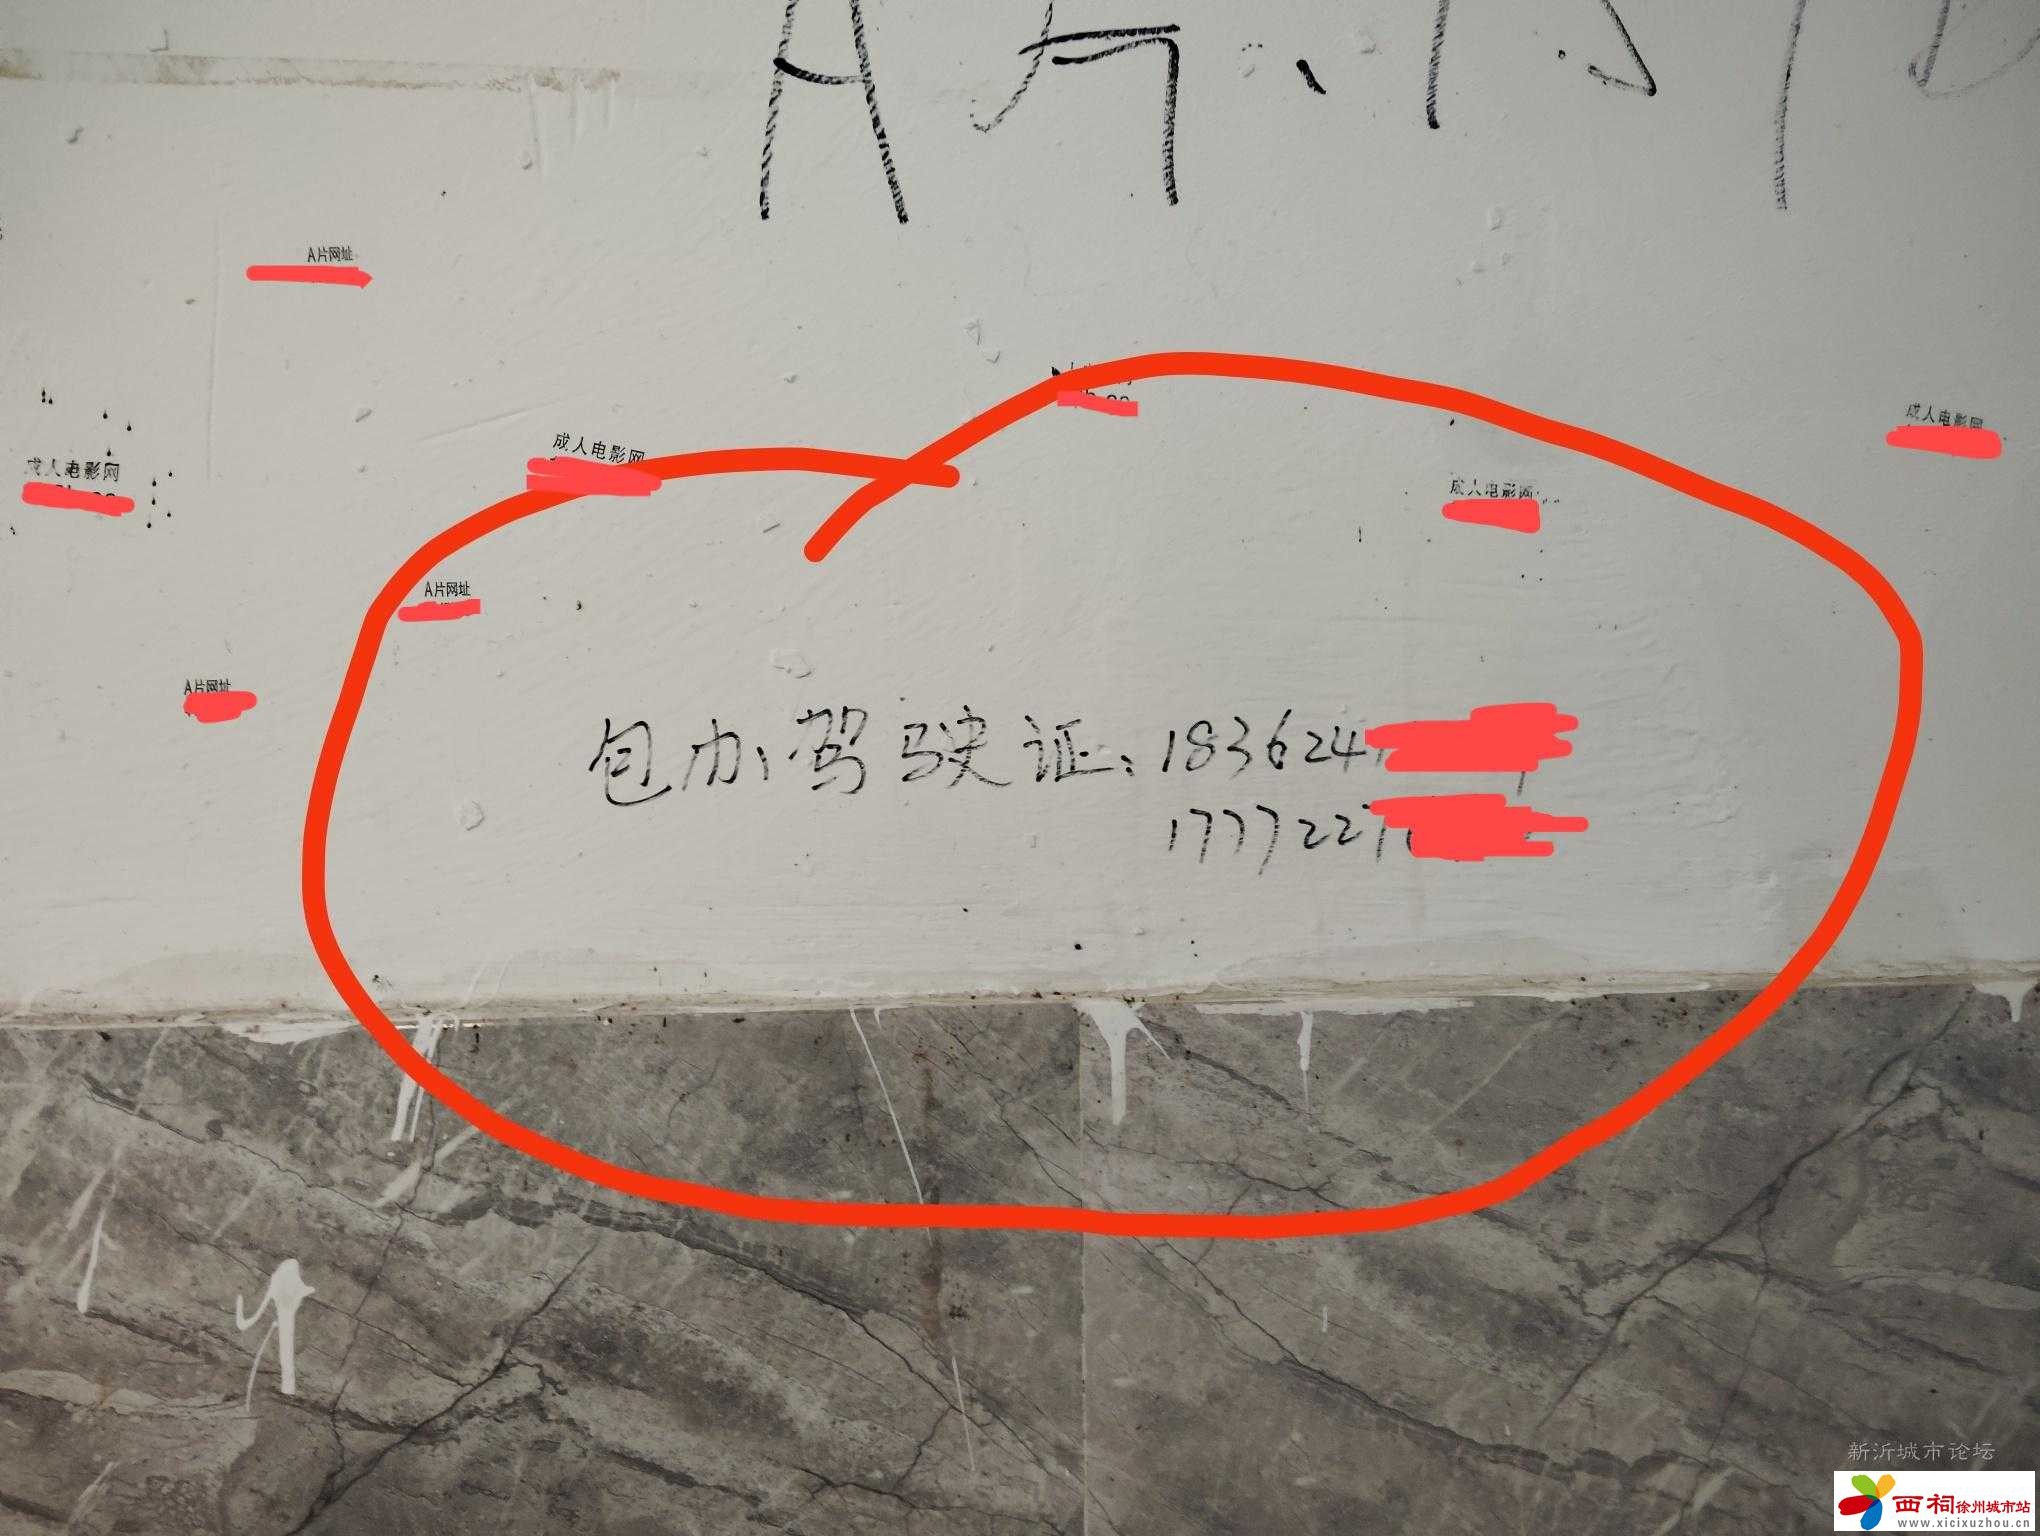 A片
A片网址
成人电影网
成人电影网
成人电影网
成人电影网
A片网址
A片网址
包办驾驶证:183624
1777227
新沂城市论坛
西祠徐州城市站
www.xicixuzhou.cn